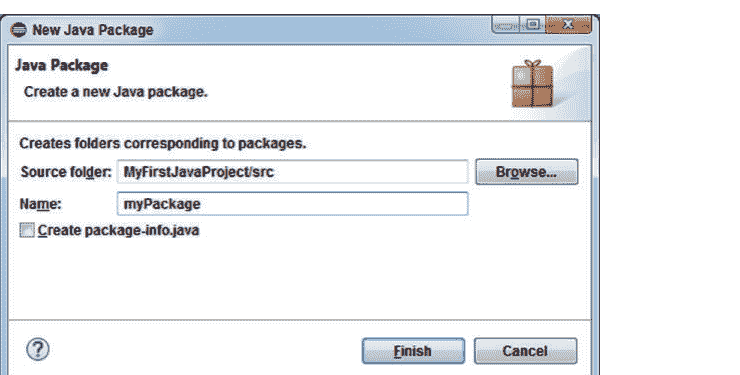 New Java Package
Java Package
Create a new Java package.
Creates folders corresponding to packages.
Source folder: MyFirstJavaProject/src Browse...
Name: myPackage
Create package-info.java
? Finish Cancel